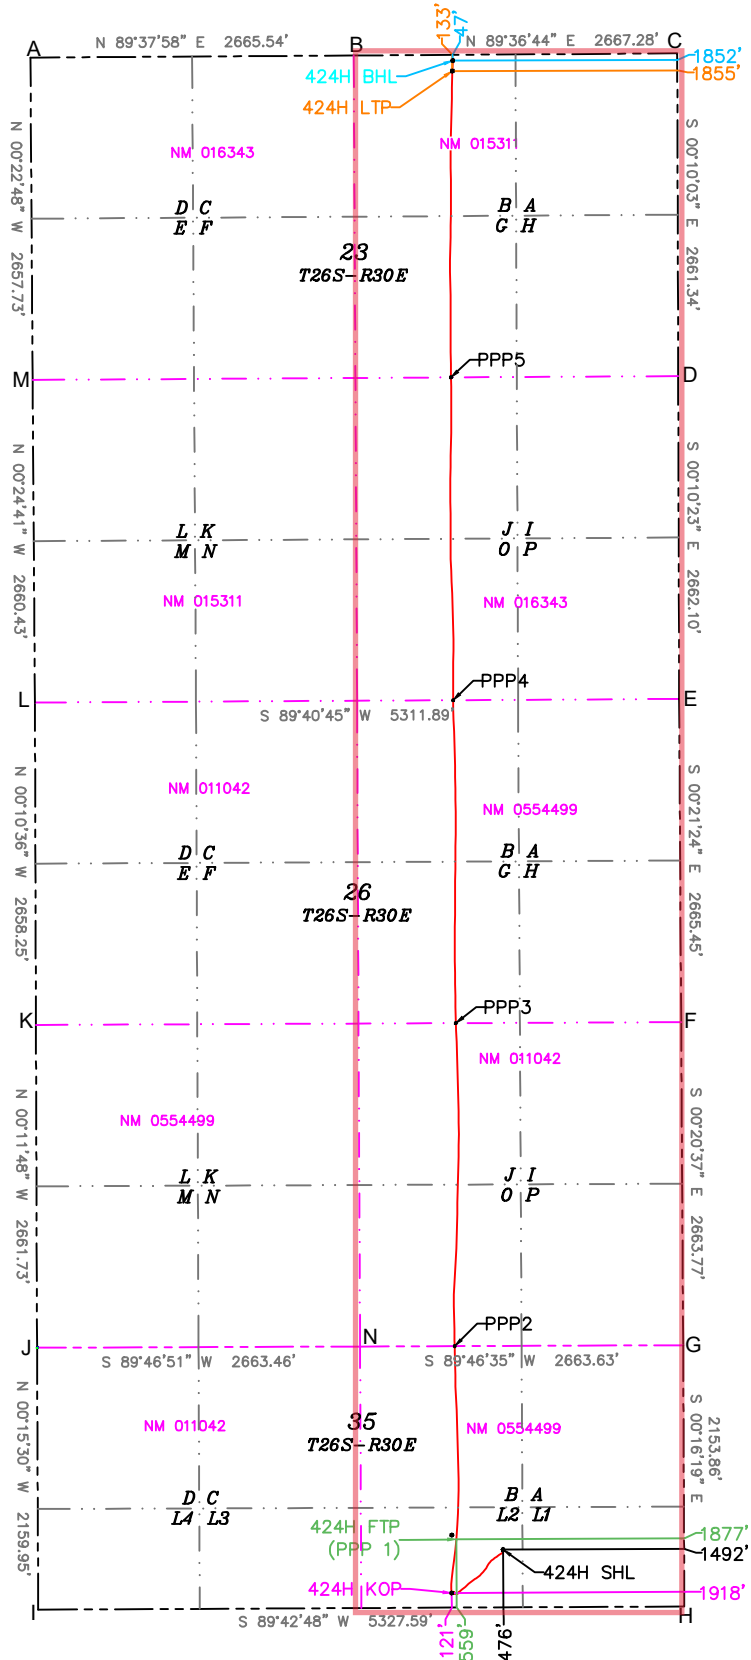 133'
47'
A
N 89°37'58" E 2665.54'
B
N 89°36'44" E 2667.28'
C
424H BHL
1852'
424H LTP
1855'
NM 016343
NM 015311
N 00°22'48" W 2657.73'
S 00°10'03" E 2661.34'
D C
E F
B A
G H
23
T26S-R30E
M
PPP5
D
N 00°24'41" W 2660.43'
S 00°10'23" E 2662.10'
L K
M N
J I
O P
NM 015311
NM 016343
L
PPP4
E
S 89°40'45" W 5311.89'
NM 011042
NM 0554499
N 00°10'36" W 2658.25'
S 00°21'24" E 2665.45'
D C
E F
B A
G H
26
T26S-R30E
K
PPP3
F
NM 011042
NM 0554499
N 00°11'48" W 2661.73'
S 00°20'37" E 2663.77'
L K
M N
J I
O P
J
N
PPP2
G
S 89°46'51" W 2663.46'
S 89°46'35" W 2663.63'
N 00°15'30" W 2159.95'
S 00°16'19" E
2153.86'
NM 011042
35
T26S-R30E
NM 0554499
D C
L4 L3
B A
L2 L1
424H FTP
(PPP 1)
1877'
1492'
424H SHL
424H KOP
1918'
I
S 89°42'48" W 5327.59'
H
121'
559'
476'